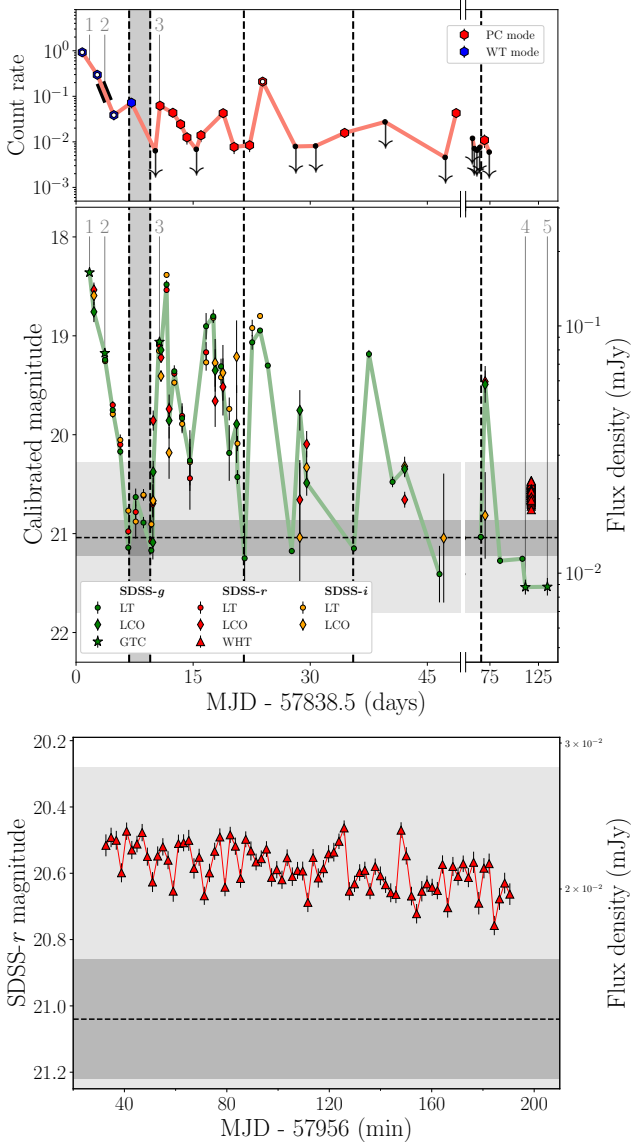 Count rate
10⁰
10⁻¹
10⁻²
10⁻³
1 2 3
PC mode
WT mode
Calibrated magnitude
18
19
20
21
22
1 2 3 4 5
10⁻¹
10⁻²
Flux density (mJy)
SDSS-g SDSS-r SDSS-i
LT LT LT
LCO LCO LCO
GTC WHT
0 15 30 45 75 125
MJD - 57838.5 (days)
SDSS-r magnitude
20.2
20.4
20.6
20.8
21.0
21.2
3 × 10⁻²
2 × 10⁻²
Flux density (mJy)
40 80 120 160 200
MJD - 57956 (min)